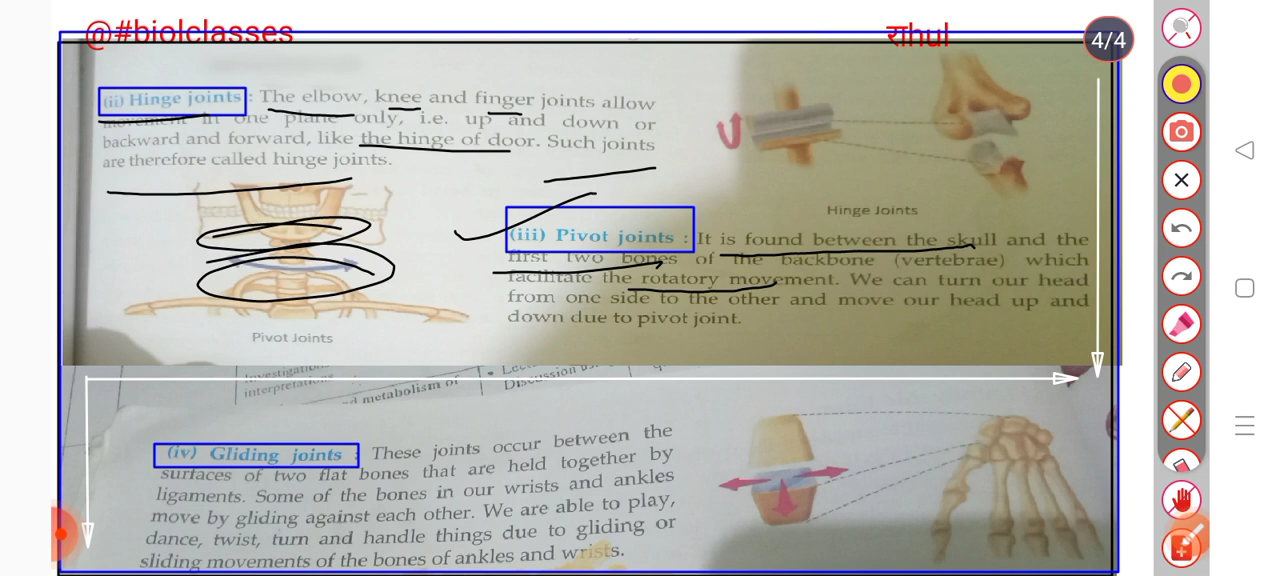 @#biolclasses
राहुल
4/4
(ii) Hinge joints : The elbow, knee and finger joints allow
movement in one plane only, i.e. up and down or
backward and forward, like the hinge of door. Such joints
are therefore called hinge joints.
Hinge Joints
Pivot Joints
(iii) Pivot joints : It is found between the skull and the
first two bones of the backbone (vertebrae) which
facilitate the rotatory movement. We can turn our head
from one side to the other and move our head up and
down due to pivot joint.
Investigation
interpretations
metabolism of
Discussion
(iv) Gliding joints : These joints occur between the
surfaces of two flat bones that are held together by
ligaments. Some of the bones in our wrists and ankles
move by gliding against each other. We are able to play,
dance, twist, turn and handle things due to gliding or
sliding movements of the bones of ankles and wrists.